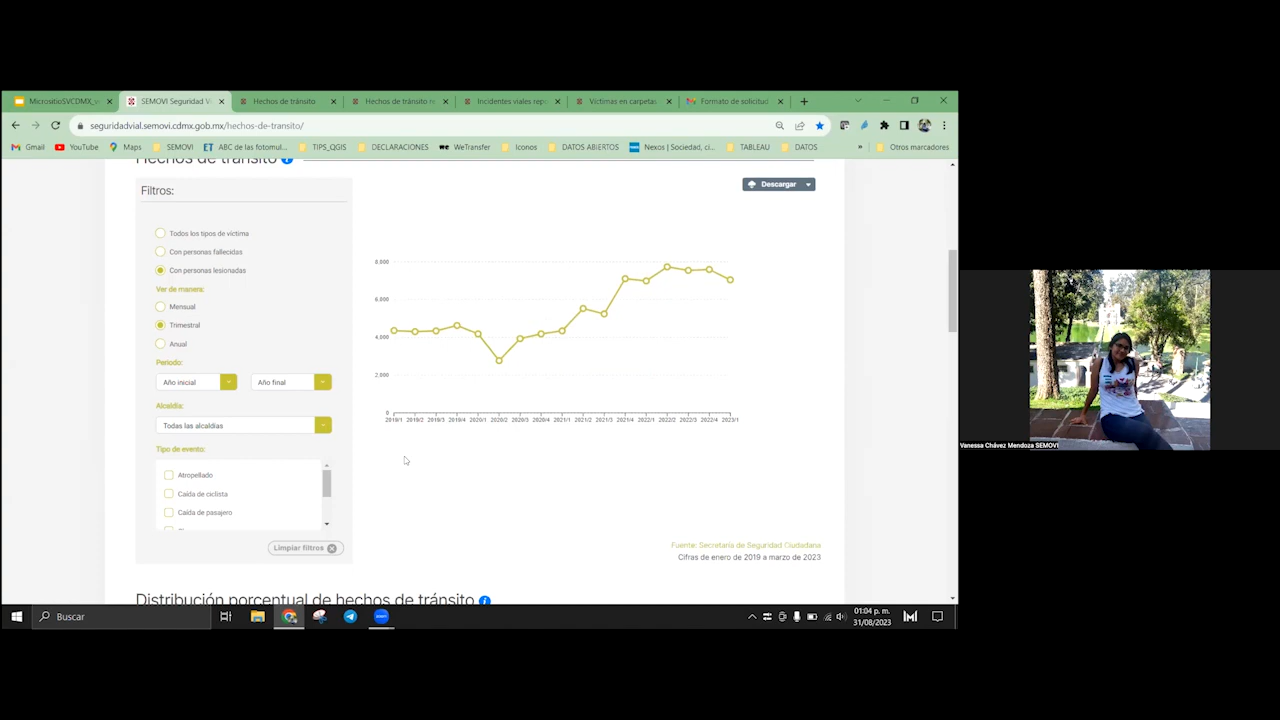 MicrositioSVCDMX_v
SEMOVI Seguridad V
Hechos de tránsito
Hechos de tránsito re
Incidentes viales rep
Víctimas en carpetas
Formato de solicitud
seguridadvial.semovi.cdmx.gob.mx/hechos-de-transito/
Gmail
YouTube
Maps
SEMOVI
ABC de las fotomul...
TIPS_QGIS
DECLARACIONES
WeTransfer
Iconos
DATOS ABIERTOS
Nexos | Sociedad, ci...
TABLEAU
DATOS
»
Otros marcadores
Hechos de tránsito
Filtros:
Descargar
Todos los tipos de víctima
Con personas fallecidas
Con personas lesionadas
Ver de manera:
Mensual
Trimestral
Anual
Periodo:
Año inicial
Año final
Alcaldía:
Todas las alcaldías
Tipo de evento:
Atropellado
Caída de ciclista
Caída de pasajero
Limpiar filtros
8,000
6,000
4,000
2,000
0
2019/1 2019/2 2019/3 2019/4 2020/1 2020/2 2020/3 2020/4 2021/1 2021/2 2021/3 2021/4 2022/1 2022/2 2022/3 2022/4 2023/1
Fuente: Secretaría de Seguridad Ciudadana
Cifras de enero de 2019 a marzo de 2023
Distribución porcentual de hechos de tránsito
Vanessa Chávez Mendoza SEMOVI
Buscar
01:04 p. m.
31/08/2023